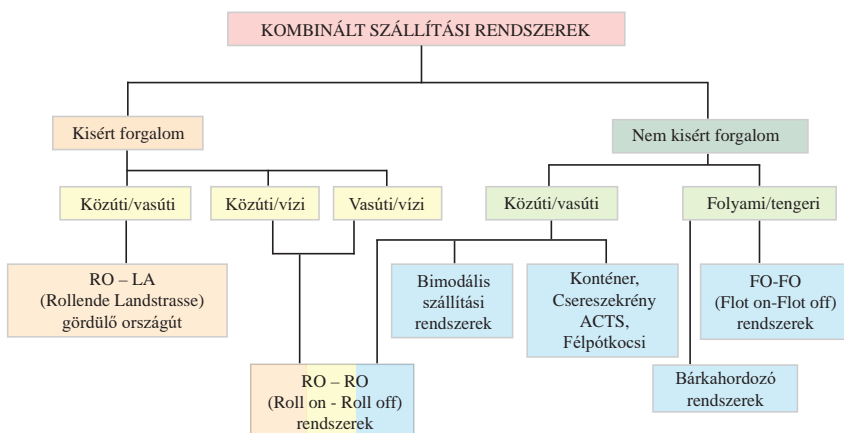 KOMBINÁLT SZÁLLÍTÁSI RENDSZEREK
Kisért forgalom
Nem kisért forgalom
Közúti/vasúti
Közúti/vízi
Vasúti/vízi
Közúti/vasúti
Folyami/tengeri
RO – LA
(Rollende Landstrasse)
gördülő országút
Bimodális
szállítási
rendszerek
Konténer,
Csereszekrény
ACTS,
Félpótkocsi
FO-FO
(Flot on-Flot off)
rendszerek
RO – RO
(Roll on - Roll off)
rendszerek
Bárkahordozó
rendszerek